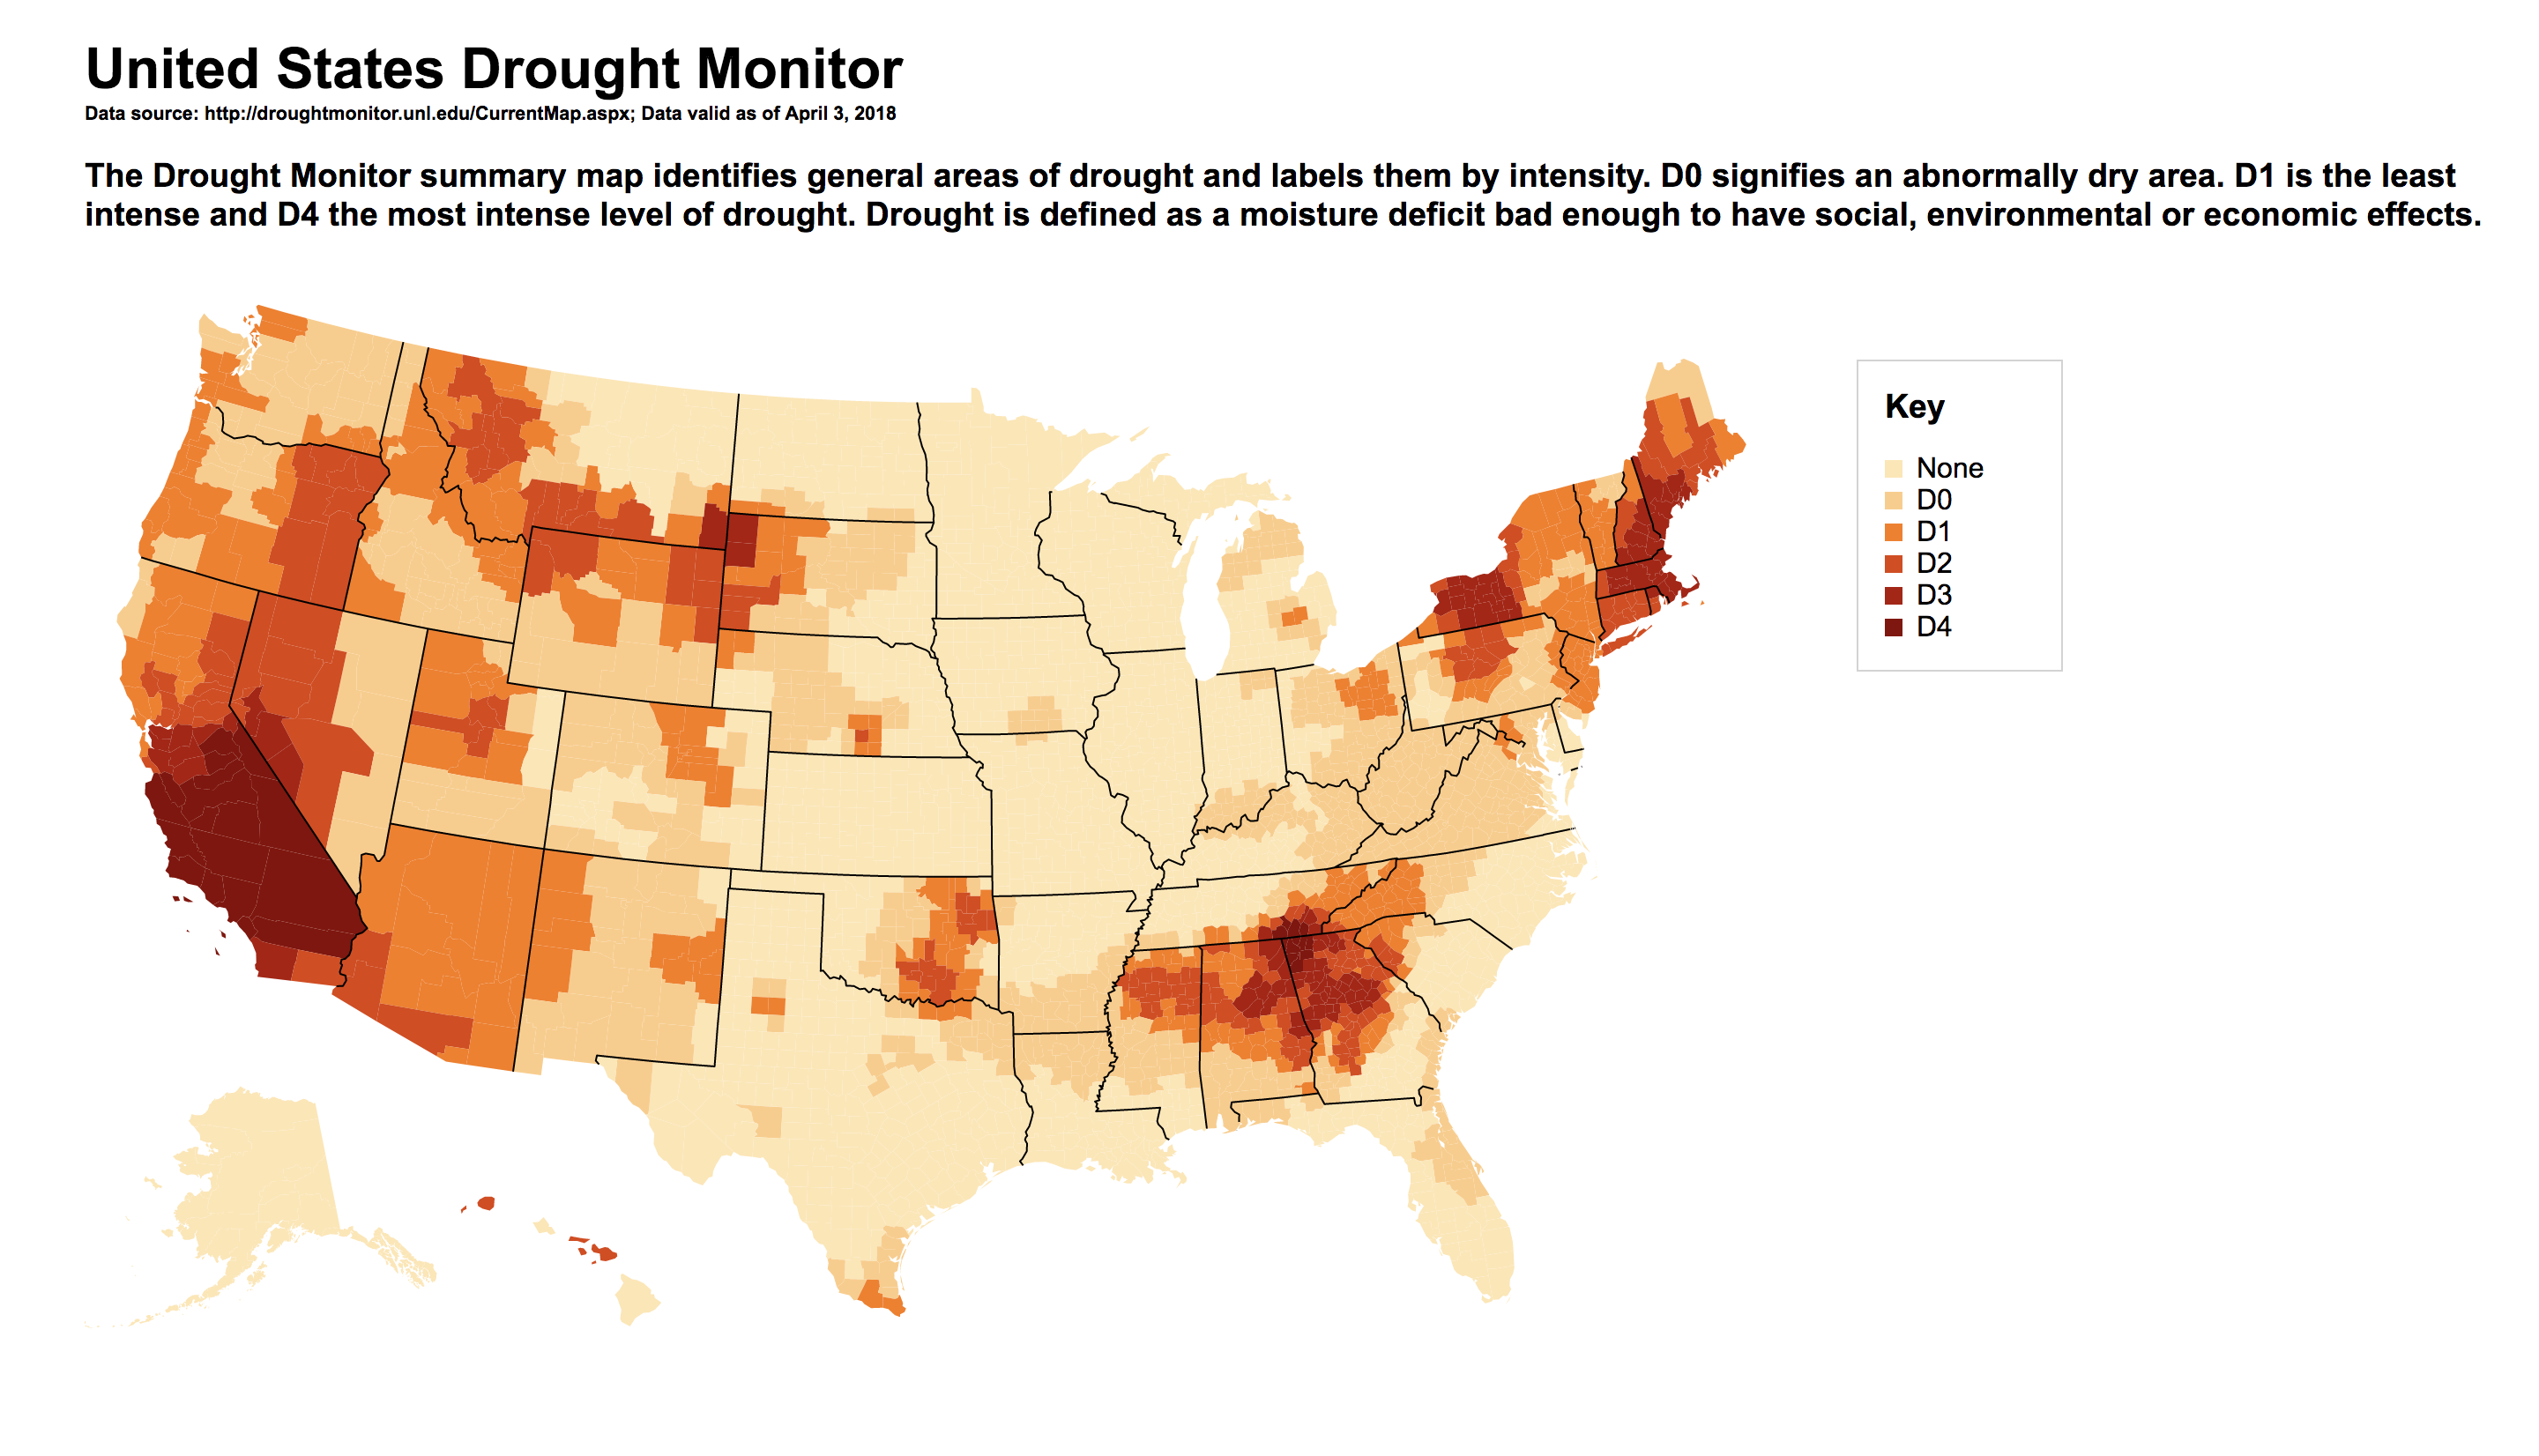 United States Drought Monitor
Data source: http://droughtmonitor.unl.edu/CurrentMap.aspx; Data valid as of April 3, 2018
The Drought Monitor summary map identifies general areas of drought and labels them by intensity. D0 signifies an abnormally dry area. D1 is the least
intense and D4 the most intense level of drought. Drought is defined as a moisture deficit bad enough to have social, environmental or economic effects.
Key
None
D0
D1
D2
D3
D4